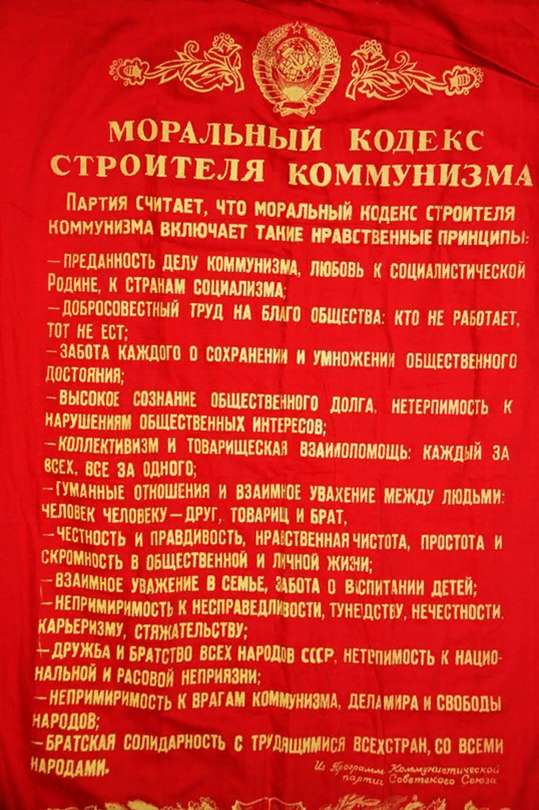 МОРАЛЬНЫЙ КОДЕКС
СТРОИТЕЛЯ КОММУНИЗМА
ПАРТИЯ СЧИТАЕТ, ЧТО МОРАЛЬНЫЙ КОДЕКС СТРОИТЕЛЯ
КОММУНИЗМА ВКЛЮЧАЕТ ТАКИЕ НРАВСТВЕННЫЕ ПРИНЦИПЫ:
—ПРЕДАННОСТЬ ДЕЛУ КОММУНИЗМА, ЛЮБОВЬ К СОЦИАЛИСТИЧЕСКОЙ
РОДИНЕ, К СТРАНАМ СОЦИАЛИЗМА;
—ДОБРОСОВЕСТНЫЙ ТРУД НА БЛАГО ОБЩЕСТВА: КТО НЕ РАБОТАЕТ,
ТОТ НЕ ЕСТ;
—ЗАБОТА КАЖДОГО О СОХРАНЕНИИ И УМНОЖЕНИИ ОБЩЕСТВЕННОГО
ДОСТОЯНИЯ;
—ВЫСОКОЕ СОЗНАНИЕ ОБЩЕСТВЕННОГО ДОЛГА, НЕТЕРПИМОСТЬ К
НАРУШЕНИЯМ ОБЩЕСТВЕННЫХ ИНТЕРЕСОВ;
—КОЛЛЕКТИВИЗМ И ТОВАРИЩЕСКАЯ ВЗАИМОПОМОЩЬ: КАЖДЫЙ ЗА
ВСЕХ, ВСЕ ЗА ОДНОГО;
—ГУМАННЫЕ ОТНОШЕНИЯ И ВЗАИМНОЕ УВАЖЕНИЕ МЕЖДУ ЛЮДЬМИ:
ЧЕЛОВЕК ЧЕЛОВЕКУ—ДРУГ, ТОВАРИЩ И БРАТ,
—ЧЕСТНОСТЬ И ПРАВДИВОСТЬ, НРАВСТВЕННАЯ ЧИСТОТА, ПРОСТОТА И
СКРОМНОСТЬ В ОБЩЕСТВЕННОЙ И ЛИЧНОЙ ЖИЗНИ;
—ВЗАИМНОЕ УВАЖЕНИЕ В СЕМЬЕ, ЗАБОТА О ВОСПИТАНИИ ДЕТЕЙ;
—НЕПРИМИРИМОСТЬ К НЕСПРАВЕДЛИВОСТИ, ТУНЕЯДСТВУ, НЕЧЕСТНОСТИ,
КАРЬЕРИЗМУ, СТЯЖАТЕЛЬСТВУ;
—ДРУЖБА И БРАТСТВО ВСЕХ НАРОДОВ СССР, НЕТЕРПИМОСТЬ К НАЦИО-
НАЛЬНОЙ И РАСОВОЙ НЕПРИЯЗНИ;
—НЕПРИМИРИМОСТЬ К ВРАГАМ КОММУНИЗМА, ДЕЛА МИРА И СВОБОДЫ
НАРОДОВ;
—БРАТСКАЯ СОЛИДАРНОСТЬ С ТРУДЯЩИМИСЯ ВСЕХ СТРАН, СО ВСЕМИ
НАРОДАМИ.
Из Программы Коммунистической
партии Советского Союза